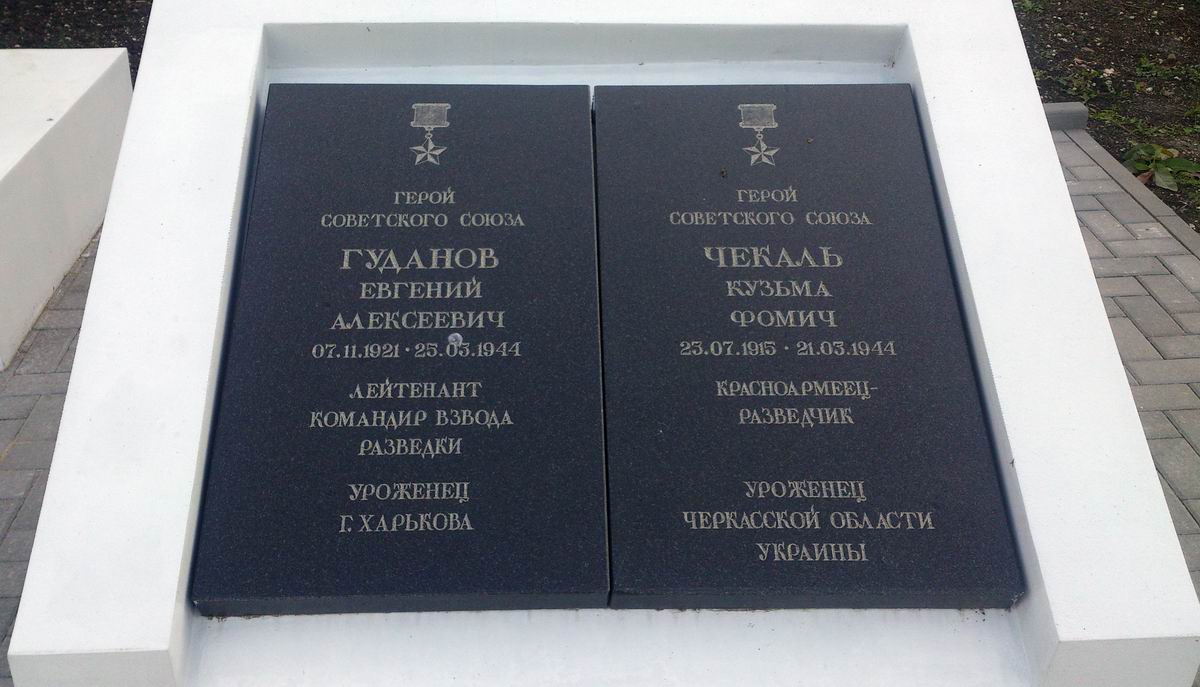 ГЕРОЙ
СОВЕТСКОГО СОЮЗА
ГУДАНОВ
ЕВГЕНИЙ
АЛЕКСЕЕВИЧ
07.11.1921 · 25.03.1944
ЛЕЙТЕНАНТ
КОМАНДИР ВЗВОДА
РАЗВЕДКИ
УРОЖЕНЕЦ
Г. ХАРЬКОВА
ГЕРОЙ
СОВЕТСКОГО СОЮЗА
ЧЕКАЛЬ
КУЗЬМА
ФОМИЧ
23.07.1915 · 21.03.1944
КРАСНОАРМЕЕЦ-
РАЗВЕДЧИК
УРОЖЕНЕЦ
ЧЕРКАССКОЙ ОБЛАСТИ
УКРАИНЫ